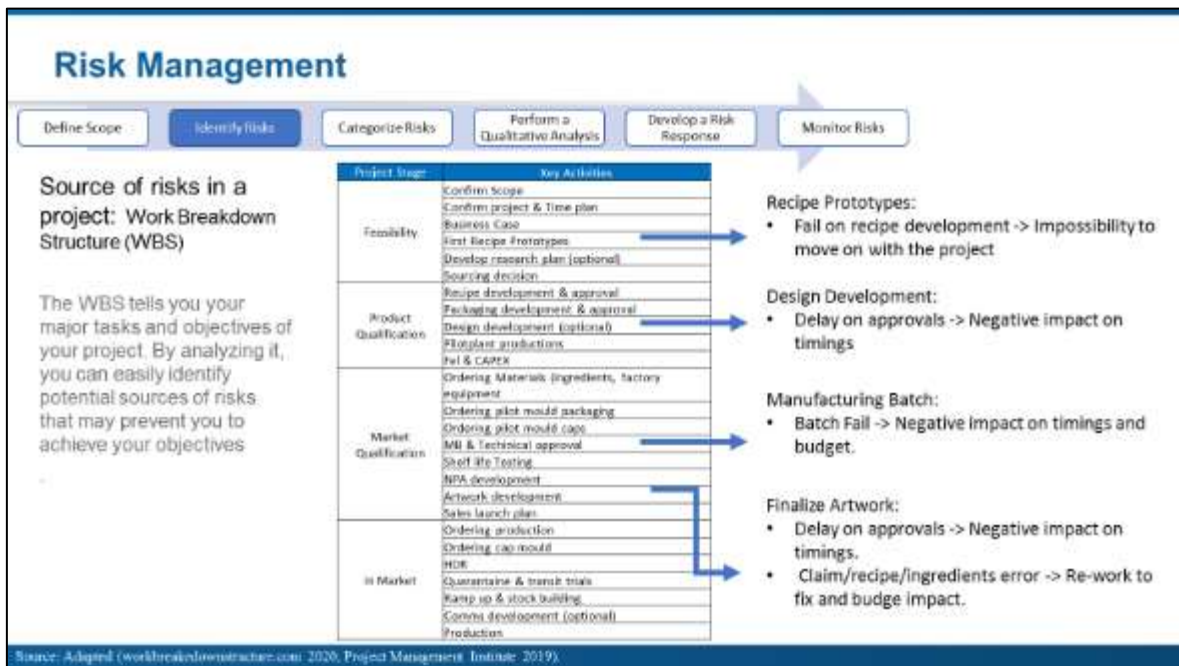 Risk Management
Define Scope
Identify Risks
Categorize Risks
Perform a
Qualitative Analysis
Develop a Risk
Response
Monitor Risks
Source of risks in a
project: Work Breakdown
Structure (WBS)
The WBS tells you your
major tasks and objectives of
your project. By analyzing it,
you can easily identify
potential sources of risks
that may prevent you to
achieve your objectives
.
Project Stage
Key Activities
Feasibility
Confirm Scope
Confirm project & Time plan
Business Case
First Recipe Prototypes
Develop research plan (optional)
Sourcing decision
Product
Qualification
Recipe development & approval
Packaging development & approval
Design development (optional)
Pilotplant productions
& CAPEX
Market
Qualification
Ordering Materials (ingredients, factory
equipment
Ordering pilot mould packaging
Ordering pilot mould caps
MB & Techinical approval
Shelf life Testing
NPA development
Artwork development
Sales launch plan
In Market
Ordering production
Ordering cap mould
Quarantaine & transit trials
Ramp up & stock building
Comms development (optional)
Production
Recipe Prototypes:
• Fail on recipe development -> Impossibility to
move on with the project
Design Development:
• Delay on approvals -> Negative impact on
timings
Manufacturing Batch:
• Batch Fail -> Negative impact on timings and
budget.
Finalize Artwork:
• Delay on approvals -> Negative impact on
timings.
• Claim/recipe/ingredients error -> Re-work to
fix and budge impact.
Source: Adapted (workbreakedownstructure.com 2020, Project Management Institute 2019).